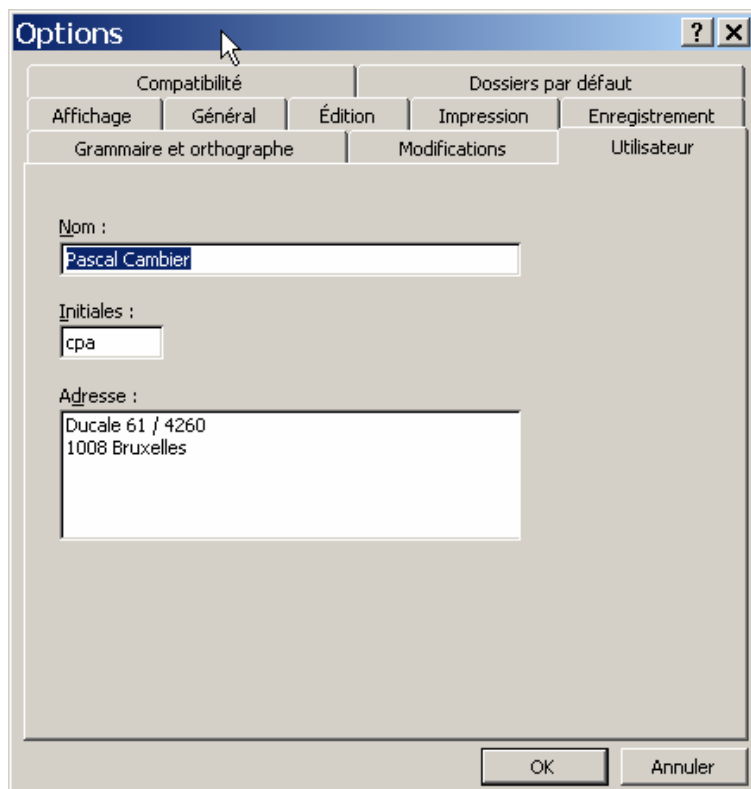 Options
Compatibilité
Dossiers par défaut
Affichage
Général
Édition
Impression
Enregistrement
Grammaire et orthographe
Modifications
Utilisateur
Nom :
Pascal Cambier
Initiales :
cpa
Adresse :
Ducale 61 / 4260
1008 Bruxelles
OK
Annuler